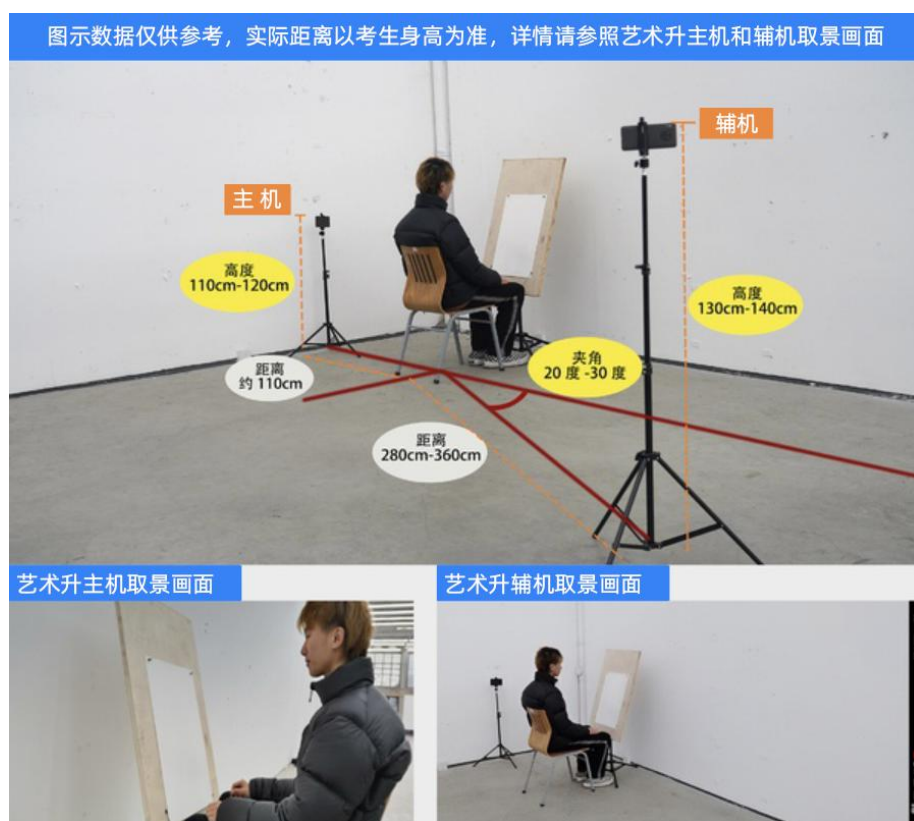 图示数据仅供参考，实际距离以考生身高为准，详情请参照艺术升主机和辅机取景画面
辅机
主机
高度
110cm-120cm
高度
130cm-140cm
夹角
20 度 -30 度
距离
约 110cm
距离
280cm-360cm
艺术升主机取景画面
艺术升辅机取景画面